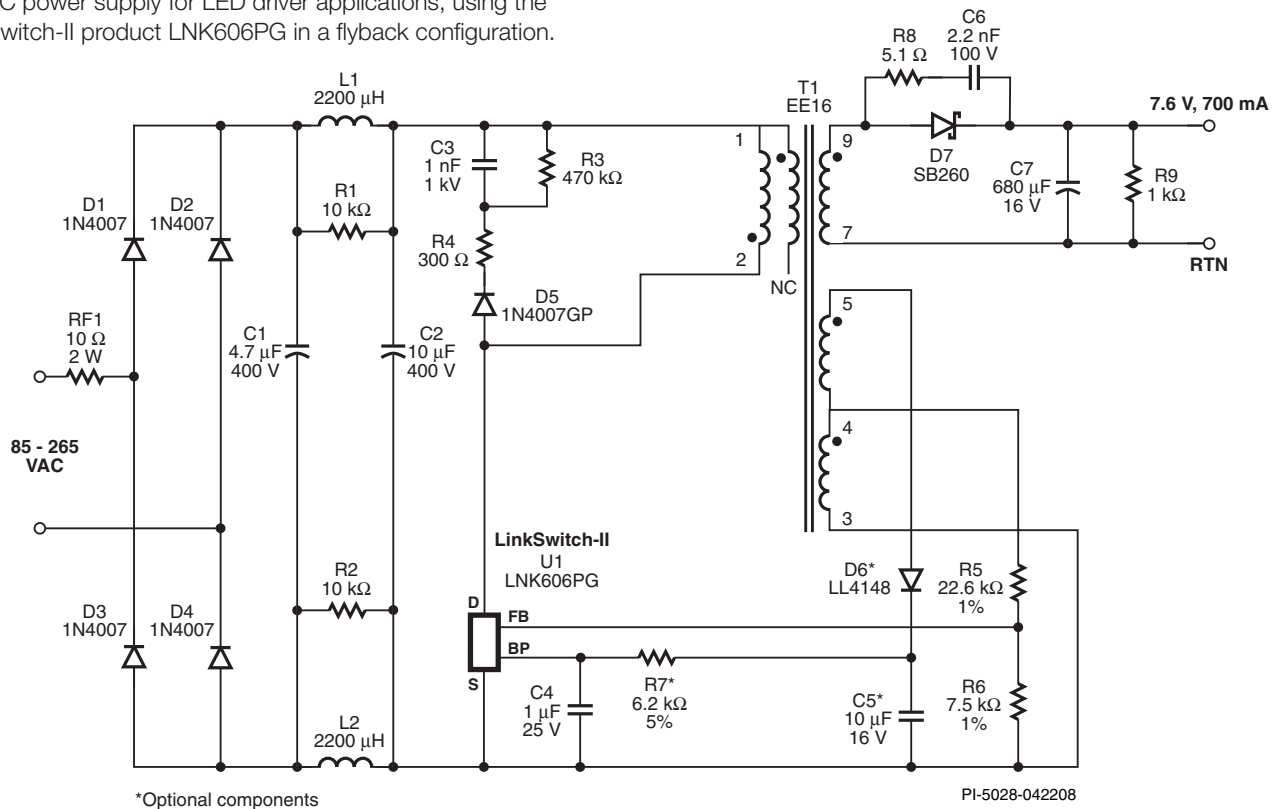 C power supply for LED driver applications, using the
witch-II product LNK606PG in a flyback configuration.
L1
2200 μH
C3
1 nF
1 kV
R3
470 kΩ
R1
10 kΩ
R4
300 Ω
D5
1N4007GP
D1
1N4007
D2
1N4007
RF1
10 Ω
2 W
C1
4.7 μF
400 V
C2
10 μF
400 V
85 - 265
VAC
R2
10 kΩ
D3
1N4007
D4
1N4007
L2
2200 μH
LinkSwitch-II
U1
LNK606PG
D
FB
BP
S
C4
1 μF
25 V
R7*
6.2 kΩ
5%
T1
EE16
1
2
NC
9
7
5
4
3
R8
5.1 Ω
C6
2.2 nF
100 V
D7
SB260
C7
680 μF
16 V
R9
1 kΩ
7.6 V, 700 mA
RTN
D6*
LL4148
R5
22.6 kΩ
1%
C5*
10 μF
16 V
R6
7.5 kΩ
1%
*Optional components
PI-5028-042208